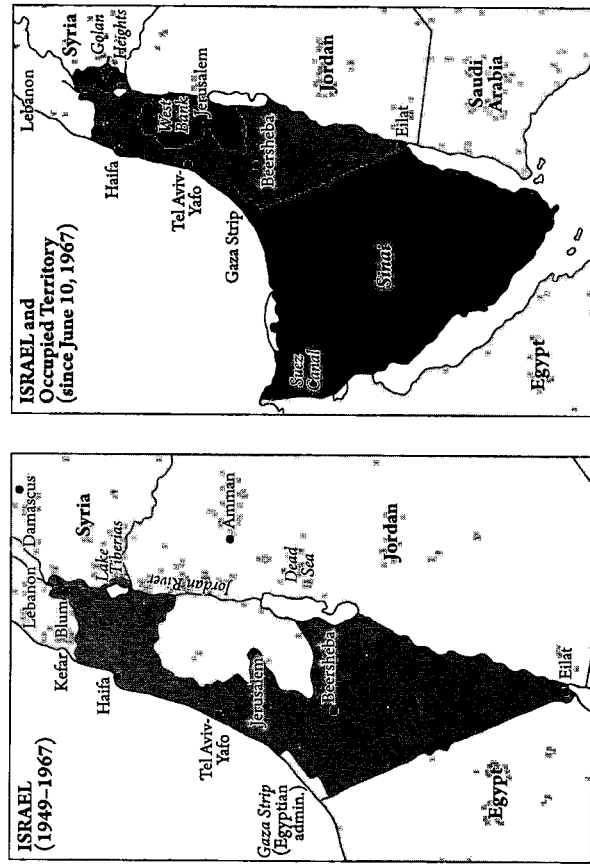 ISRAEL
(1949–1967)
Lebanon
Damascus
Kefar Blum
Syria
Lake
Tiberias
Haifa
Jordan River
Amman
Tel Aviv-
Yafo
Jerusalem
Dead
Sea
Gaza Strip
(Egyptian
admin.)
Beersheba
Jordan
Egypt
Eilat
ISRAEL and
Occupied Territory
(since June 10, 1967)
Lebanon
Syria
Golan
Heights
Haifa
West
Bank
Tel Aviv-
Yafo
Jerusalem
Jordan
Gaza Strip
Beersheba
Suez
Canal
Sinai
Eilat
Saudi
Arabia
Egypt